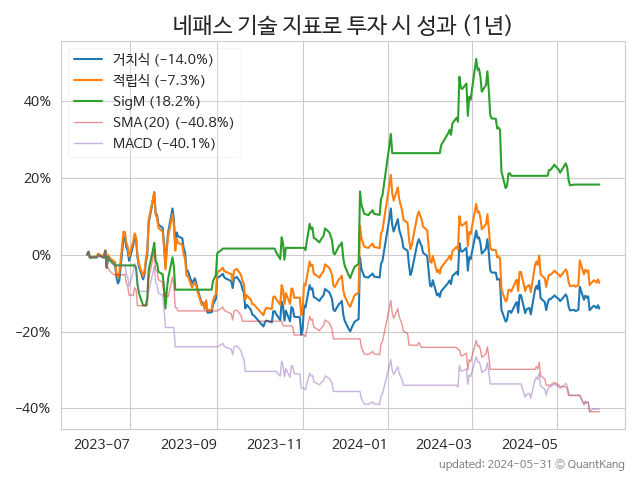 네패스 기술 지표로 투자 시 성과 (1년)
거치식 (-14.0%)
적립식 (-7.3%)
SigM (18.2%)
SMA(20) (-40.8%)
MACD (-40.1%)
40%
20%
0%
-20%
-40%
2023-07 2023-09 2023-11 2024-01 2024-03 2024-05
updated: 2024-05-31 © QuantKang